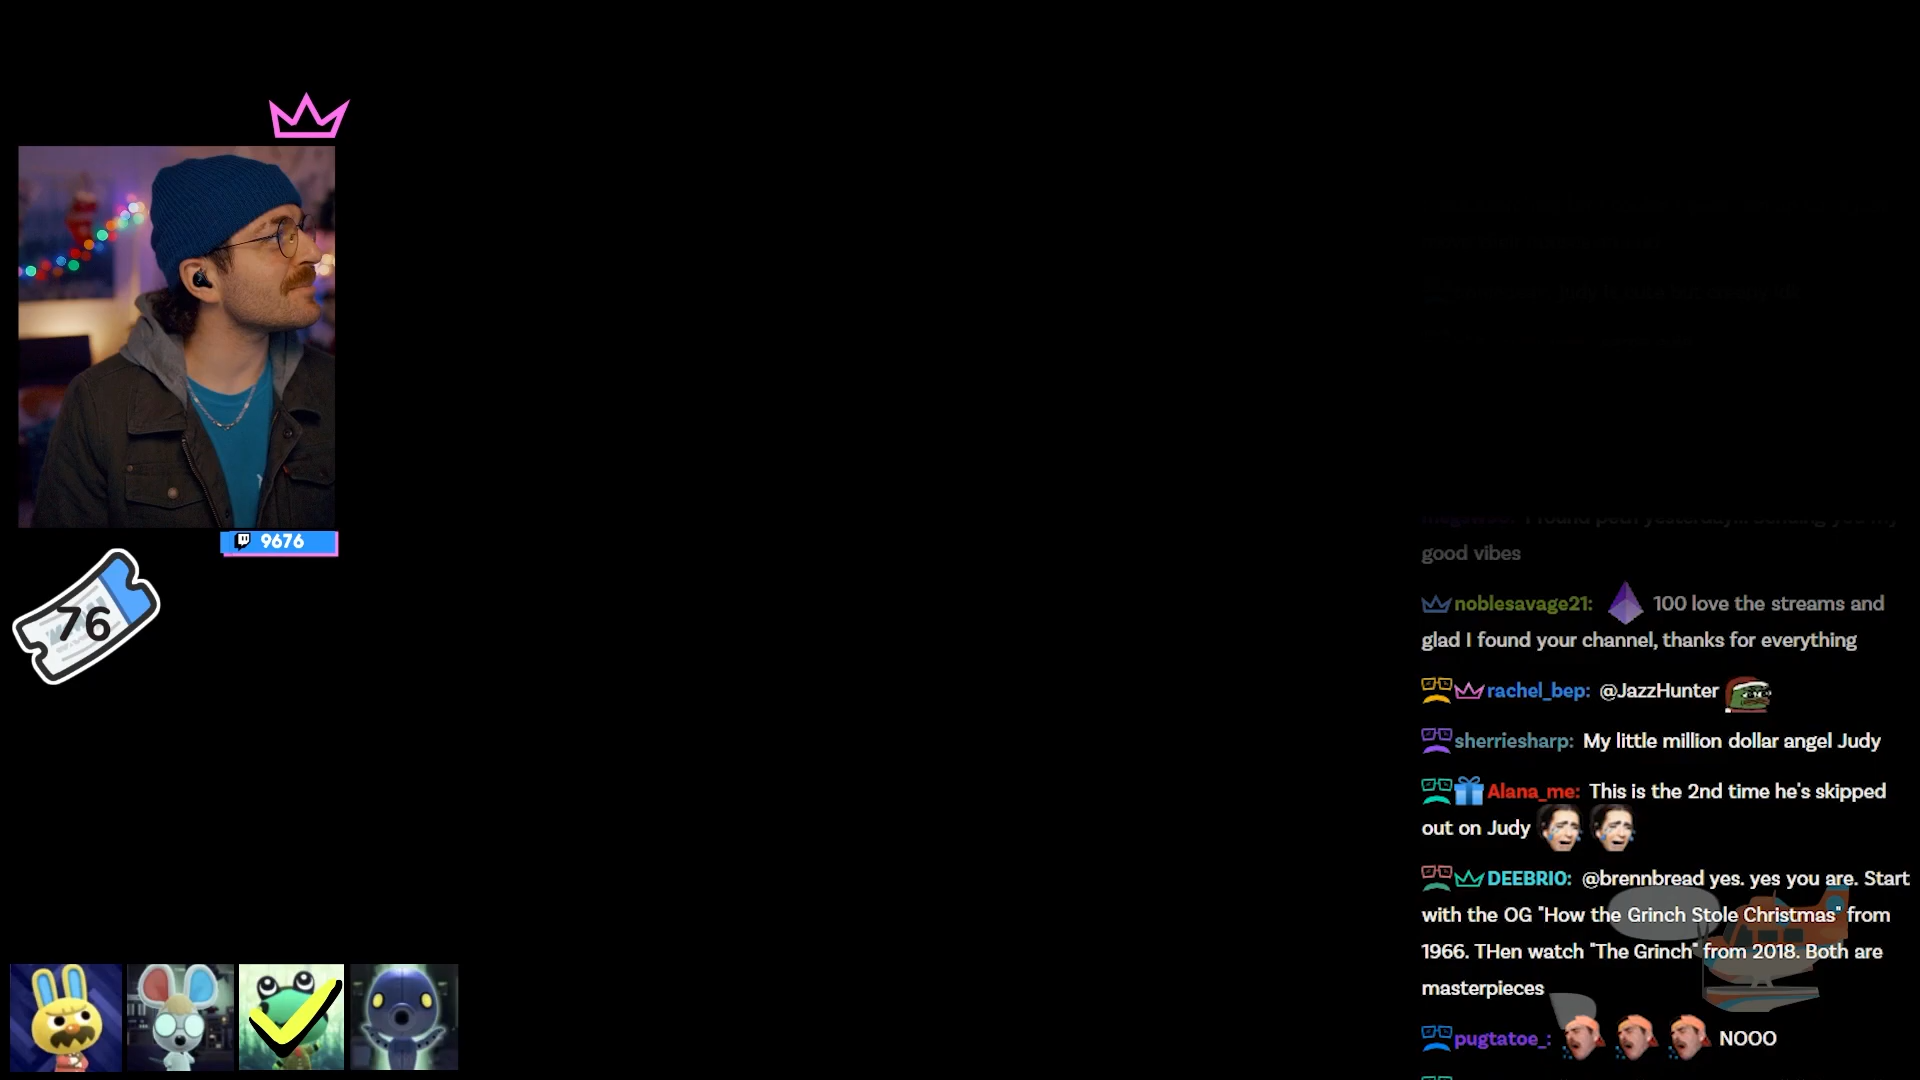 9676
76
good vibes
noblesavage21: 100 love the streams and
glad I found your channel, thanks for everything
rachel_bep: @JazzHunter
sherriesharp: My little million dollar angel Judy
Alana_me: This is the 2nd time he's skipped
out on Judy
DEEBRIO: @brennbread yes. yes you are. Start
with the OG "How the Grinch Stole Christmas" from
1966. THen watch "The Grinch" from 2018. Both are
masterpieces
pugtatoe_: NOOO